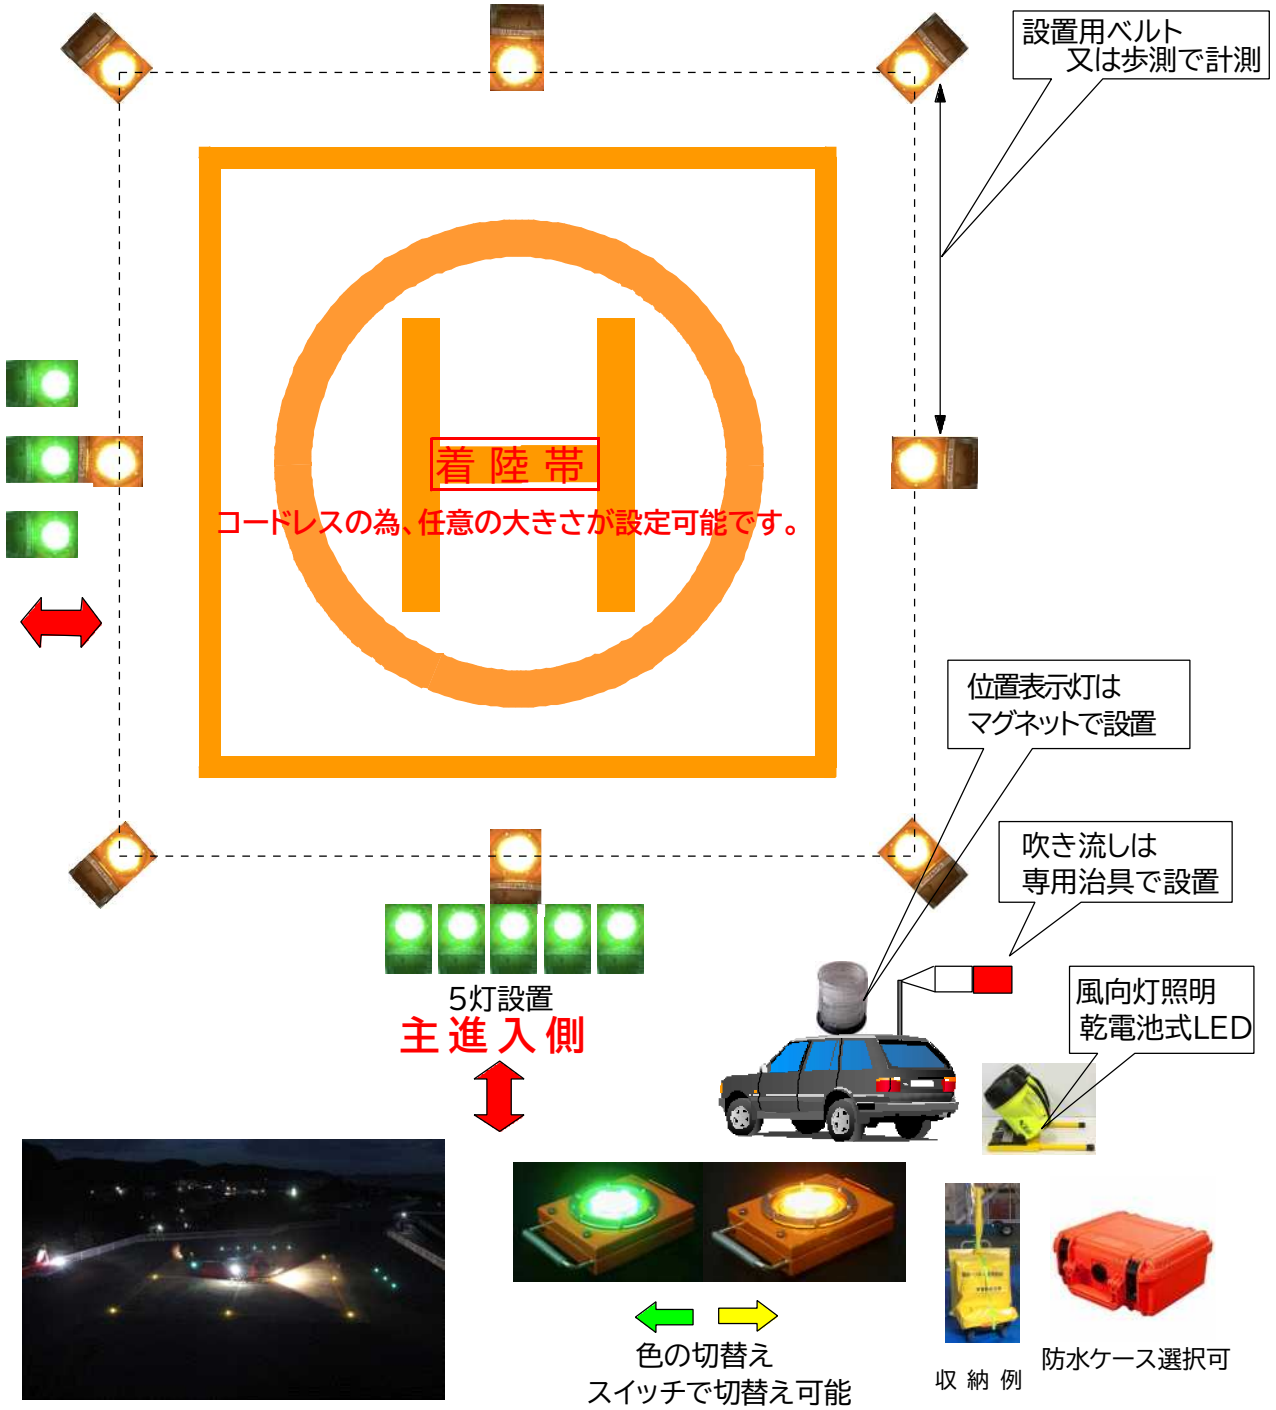 設置用ベルト
又は歩測で計測
着陸帯
コードレスの為、任意の大きさが設定可能です。
位置表示灯は
マグネットで設置
吹き流しは
専用治具で設置
5灯設置
主進入側
風向灯照明
乾電池式LED
色の切替え
スイッチで切替え可能
収納例
防水ケース選択可